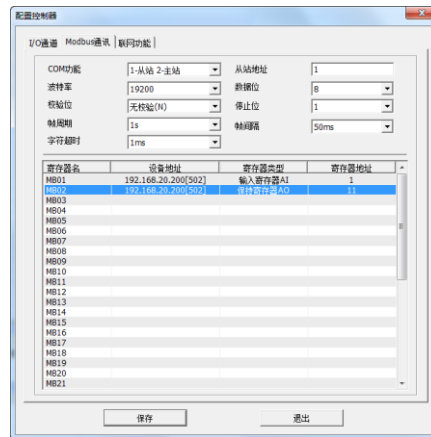 配置控制器
I/O通道 Modbus通讯 联网功能
COM功能 1-从站 2-主站 从站地址 1
波特率 19200 数据位 8
校验位 无校验(N) 停止位 1
帧周期 1s 帧间隔 50ms
字符超时 1ms
寄存器名 设备地址 寄存器类型 寄存器地址
MB01 192.168.20.200[502] 输入寄存器AI 1
MB02 192.168.20.200[502] 保持寄存器AO 11
MB03
MB04
MB05
MB06
MB07
MB08
MB09
MB10
MB11
MB12
MB13
MB14
MB15
MB16
MB17
MB18
MB19
MB20
MB21
保存 退出